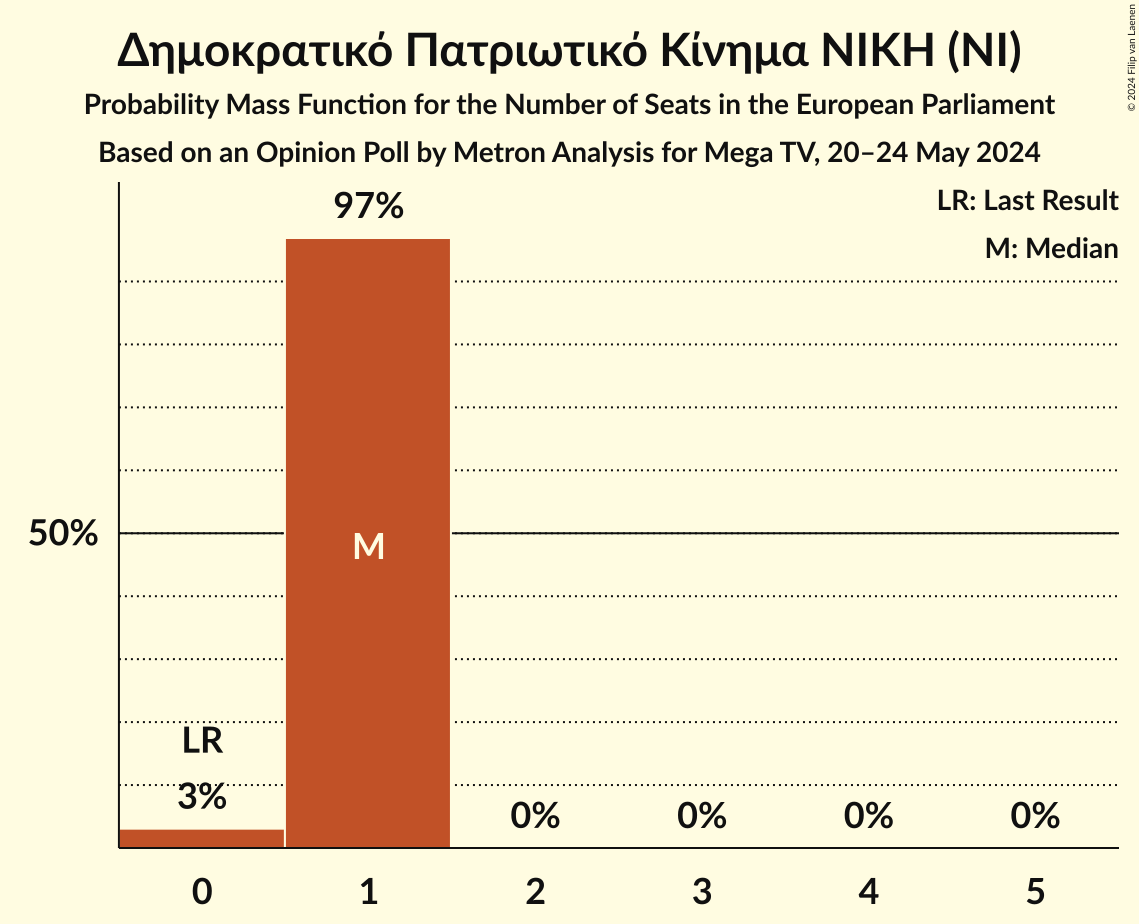 Δημοκρατικό Πατριωτικό Κίνημα ΝΙΚΗ (NI)
Probability Mass Function for the Number of Seats in the European Parliament
Based on an Opinion Poll by Metron Analysis for Mega TV, 20–24 May 2024
© 2024 Filip van Laenen
LR: Last Result
M: Median
97%
50%
M
LR
3%
0%
0%
0%
0%
0
1
2
3
4
5